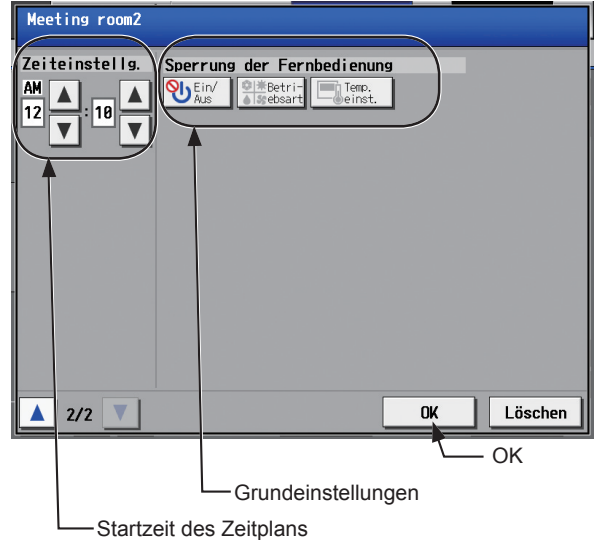 Meeting room2
Zeiteinstellg.
AM
12 : 10
Sperrung der Fernbedienung
Ein/
Aus
Betri-
ebsart
Temp.
einst.
2/2
OK
Löschen
OK
Grundeinstellungen
Startzeit des Zeitplans